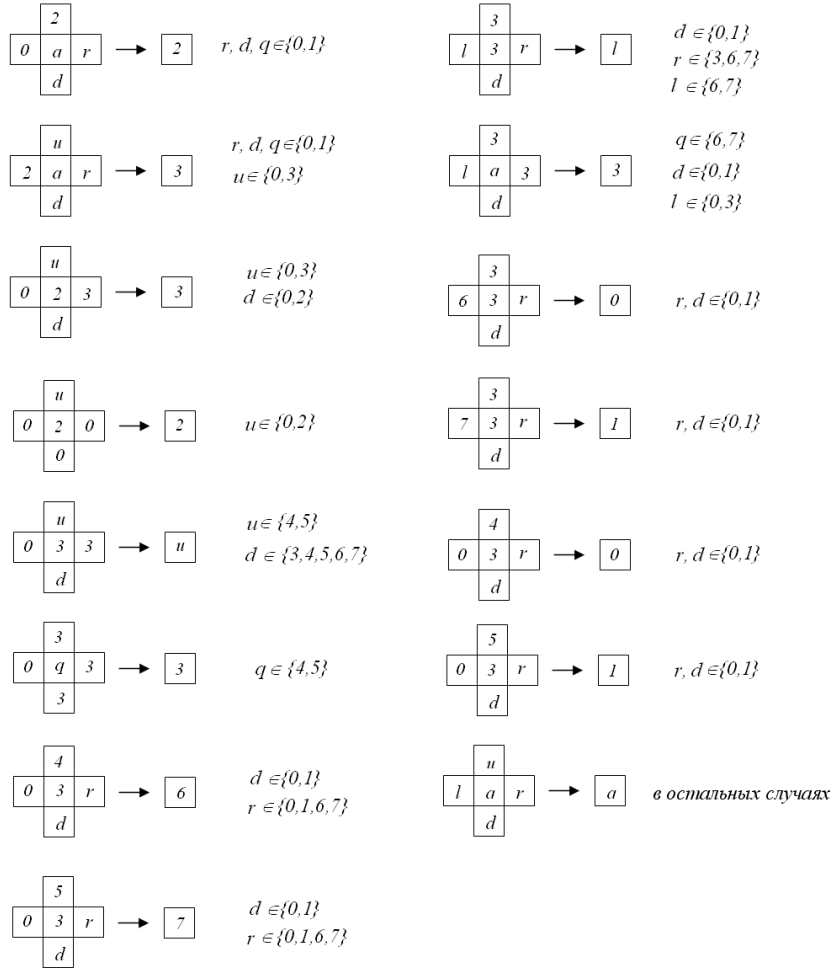 2
0 a r 2
d
r, d, q∈{0,1}
u
2 a r 3
d
r, d, q∈{0,1}
u∈{0,3}
u
0 2 3 3
d
u∈{0,3}
d ∈{0,2}
u
0 2 0 2
0
u∈{0,2}
u
0 3 3 u
d
u∈{4,5}
d ∈ {3,4,5,6,7}
3
0 q 3 3
3
q∈{4,5}
4
0 3 r 6
d
d ∈{0,1}
r ∈{0,1,6,7}
5
0 3 r 7
d
d ∈{0,1}
r ∈{0,1,6,7}
3
l 3 r l
d
d ∈{0,1}
r ∈{3,6,7}
l ∈{6,7}
3
l a 3 3
d
q∈{6,7}
d∈{0,1}
l ∈{0,3}
3
6 3 r 0
d
r, d∈{0,1}
3
7 3 r 1
d
r, d∈{0,1}
4
0 3 r 0
d
r, d∈{0,1}
5
0 3 r 1
d
r, d∈{0,1}
u
l a r a
d
в остальных случаях